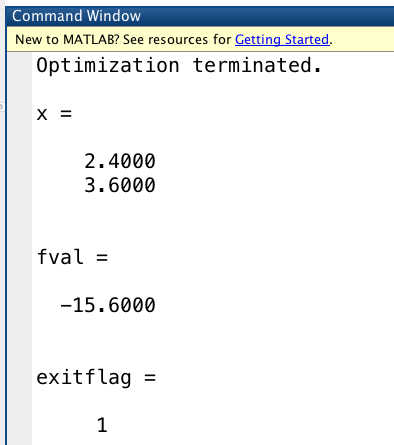 Command Window
New to MATLAB? See resources for Getting Started.
Optimization terminated.
x =
2.4000
3.6000
fval =
-15.6000
exitflag =
1